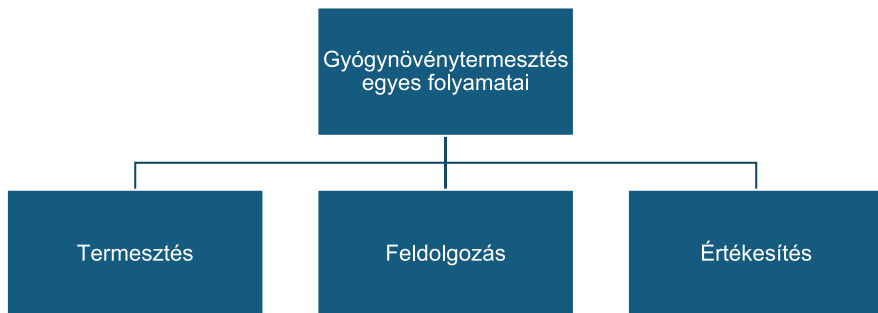 Gyógynövénytermesztés
egyes folyamatai
Termesztés
Feldolgozás
Értékesítés